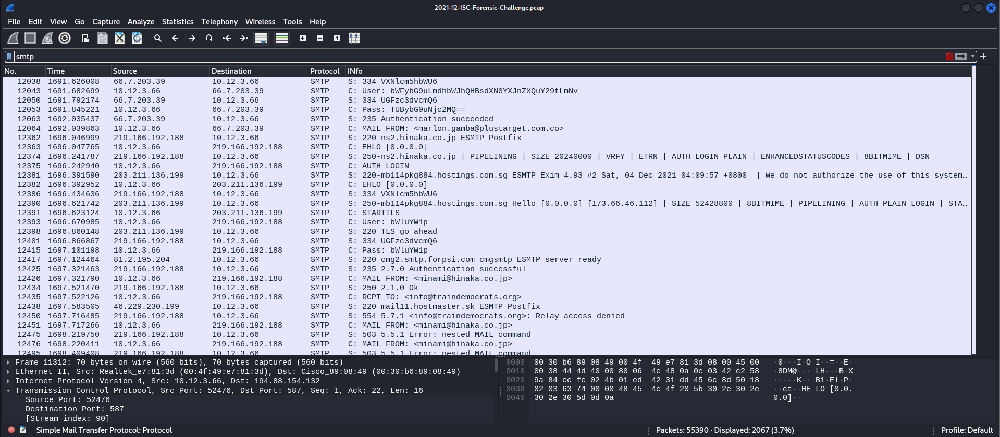 2021-12-ISC-Forensic-Challenge.pcap
File Edit View Go Capture Analyze Statistics Telephony Wireless Tools Help
smtp
No. Time Source Destination Protocol INfo
12038 1691.626008 66.7.203.39 10.12.3.66 SMTP S: 334 VXNlcm5hbWU6
12043 1691.682699 10.12.3.66 66.7.203.39 SMTP C: User: bWFybG9uLmdhbWJhQHBsdXN0YXJnZXQuY29tLmNv
12050 1691.792174 66.7.203.39 10.12.3.66 SMTP S: 334 UGFzc3dvcmQ6
12053 1691.845221 10.12.3.66 66.7.203.39 SMTP C: Pass: TUBybG9uNjc2MQ==
12063 1692.035437 66.7.203.39 10.12.3.66 SMTP S: 235 Authentication succeeded
12064 1692.039863 10.12.3.66 66.7.203.39 SMTP C: MAIL FROM: <marlon.gamba@plustarget.com.co>
12362 1696.046999 219.166.192.188 10.12.3.66 SMTP S: 220 ns2.hinaka.co.jp ESMTP Postfix
12363 1696.047765 10.12.3.66 219.166.192.188 SMTP C: EHLO [0.0.0.0]
12374 1696.241787 219.166.192.188 10.12.3.66 SMTP S: 250-ns2.hinaka.co.jp | PIPELINING | SIZE 20240000 | VRFY | ETRN | AUTH LOGIN PLAIN | ENHANCEDSTATUSCODES | 8BITMIME | DSN
12375 1696.242940 10.12.3.66 219.166.192.188 SMTP C: AUTH LOGIN
12381 1696.391590 203.211.136.199 10.12.3.66 SMTP S: 220-mb114pkg884.hostings.com.sg ESMTP Exim 4.93 #2 Sat, 04 Dec 2021 04:09:57 +0800 | We do not authorize the use of this system…
12382 1696.392952 10.12.3.66 203.211.136.199 SMTP C: EHLO [0.0.0.0]
12386 1696.434636 219.166.192.188 10.12.3.66 SMTP S: 334 VXNlcm5hbWU6
12390 1696.621742 203.211.136.199 10.12.3.66 SMTP S: 250-mb114pkg884.hostings.com.sg Hello [0.0.0.0] [173.66.46.112] | SIZE 52428800 | 8BITMIME | PIPELINING | AUTH PLAIN LOGIN | STA…
12391 1696.623124 10.12.3.66 203.211.136.199 SMTP C: STARTTLS
12393 1696.670985 10.12.3.66 219.166.192.188 SMTP C: User: bWluYW1p
12398 1696.860148 203.211.136.199 10.12.3.66 SMTP S: 220 TLS go ahead
12401 1696.866867 219.166.192.188 10.12.3.66 SMTP S: 334 UGFzc3dvcmQ6
12415 1697.101198 10.12.3.66 219.166.192.188 SMTP C: Pass: bWluYW1p
12417 1697.124464 81.2.195.204 10.12.3.66 SMTP S: 220 cmg2.smtp.forpsi.com cmgsmtp ESMTP server ready
12425 1697.321463 219.166.192.188 10.12.3.66 SMTP S: 235 2.7.0 Authentication successful
12426 1697.321790 10.12.3.66 219.166.192.188 SMTP C: MAIL FROM: <minami@hinaka.co.jp>
12434 1697.521470 219.166.192.188 10.12.3.66 SMTP S: 250 2.1.0 Ok
12435 1697.522126 10.12.3.66 219.166.192.188 SMTP C: RCPT TO: <info@traindemocrats.org>
12438 1697.583505 46.229.230.199 10.12.3.66 SMTP S: 220 mail11.hostmaster.sk ESMTP Postfix
12450 1697.716485 219.166.192.188 10.12.3.66 SMTP S: 554 5.7.1 <info@traindemocrats.org>: Relay access denied
12451 1697.717266 10.12.3.66 219.166.192.188 SMTP C: MAIL FROM: <minami@hinaka.co.jp>
12475 1698.219750 219.166.192.188 10.12.3.66 SMTP S: 503 5.5.1 Error: nested MAIL command
12476 1698.220411 10.12.3.66 219.166.192.188 SMTP C: MAIL FROM: <minami@hinaka.co.jp>
12495 1698.409408 219.166.192.188 10.12.3.66 SMTP S: 503 5.5.1 Error: nested MAIL command
Frame 11312: 70 bytes on wire (560 bits), 70 bytes captured (560 bits)
Ethernet II, Src: Realtek_e7:81:3d (00:4f:49:e7:81:3d), Dst: Cisco_89:08:49 (00:30:b6:89:08:49)
Internet Protocol Version 4, Src: 10.12.3.66, Dst: 194.88.154.132
Transmission Control Protocol, Src Port: 52476, Dst Port: 587, Seq: 1, Ack: 22, Len: 16
Source Port: 52476
Destination Port: 587
[Stream index: 90]
0000 00 30 b6 89 08 49 00 4f 49 e7 81 3d 08 00 45 00 ·0···I·O I··=··E·
0010 00 38 44 4d 40 00 80 06 4c 48 0a 0c 03 42 c2 58 ·8DM@··· LH···B·X
0020 9a 84 cc fc 02 4b 01 ed 42 31 dd 45 6c 8d 50 18 ·····K·· B1·El·P·
0030 02 03 63 74 00 00 48 45 4c 4f 20 5b 30 2e 30 2e ··ct··HE LO [0.0.
0040 30 2e 30 5d 0d 0a 0.0]··
Simple Mail Transfer Protocol: Protocol
Packets: 55390 · Displayed: 2067 (3.7%)
Profile: Default